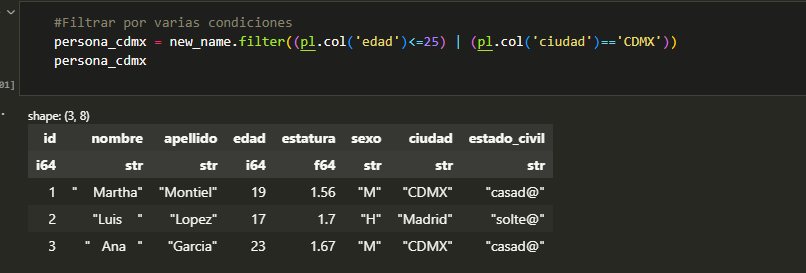 #Filtrar por varias condiciones
persona_cdmx = new_name.filter((pl.col('edad')<=25) | (pl.col('ciudad')=='CDMX'))
persona_cdmx
01]
shape: (3, 8)
id nombre apellido edad estatura sexo ciudad estado_civil
i64 str str i64 f64 str str str
1 "    Martha" "Montiel" 19 1.56 "M" "CDMX" "casad@"
2 "Luis    " "Lopez" 17 1.7 "H" "Madrid" "solte@"
3 "   Ana    " "Garcia" 23 1.67 "M" "CDMX" "casad@"